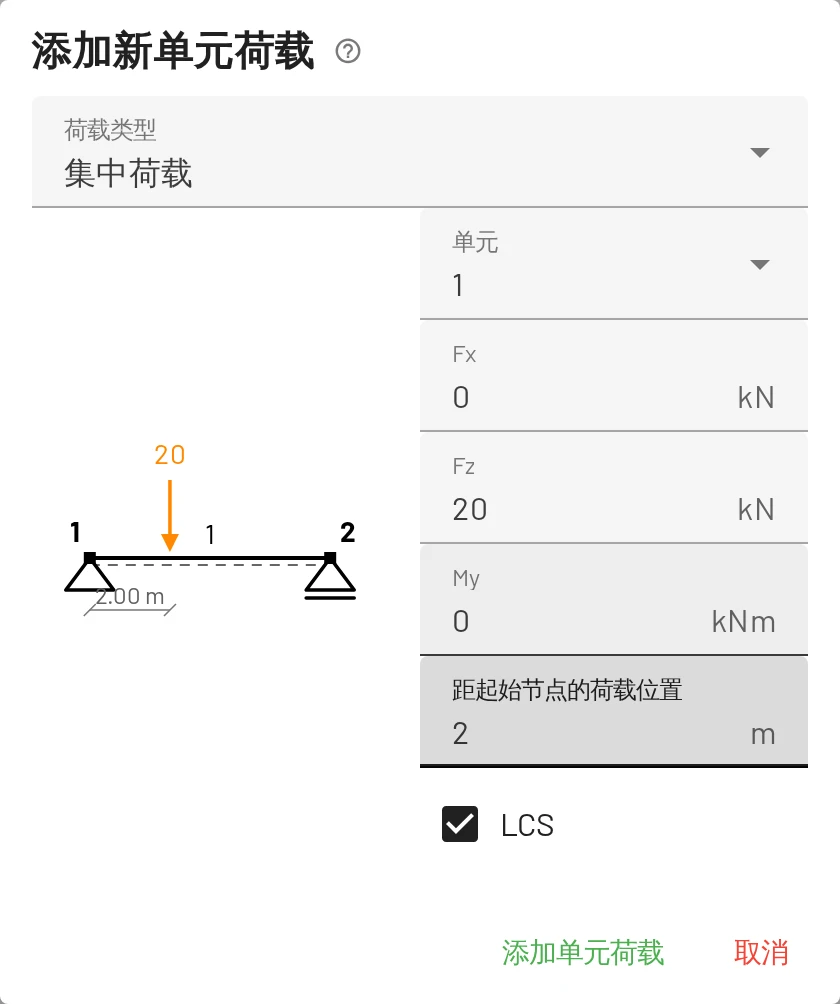 添加新单元荷载
荷载类型
集中荷载
单元
1
Fx
0 kN
Fz
20 kN
My
0 kNm
距起始节点的荷载位置
2 m
LCS
20
1 1 2
2.00 m
添加单元荷载 取消